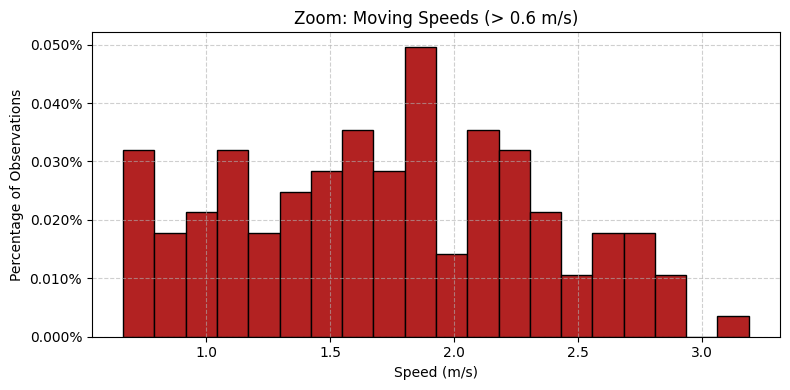 Zoom: Moving Speeds (> 0.6 m/s)
Percentage of Observations
0.050%
0.040%
0.030%
0.020%
0.010%
0.000%
1.0 1.5 2.0 2.5 3.0
Speed (m/s)